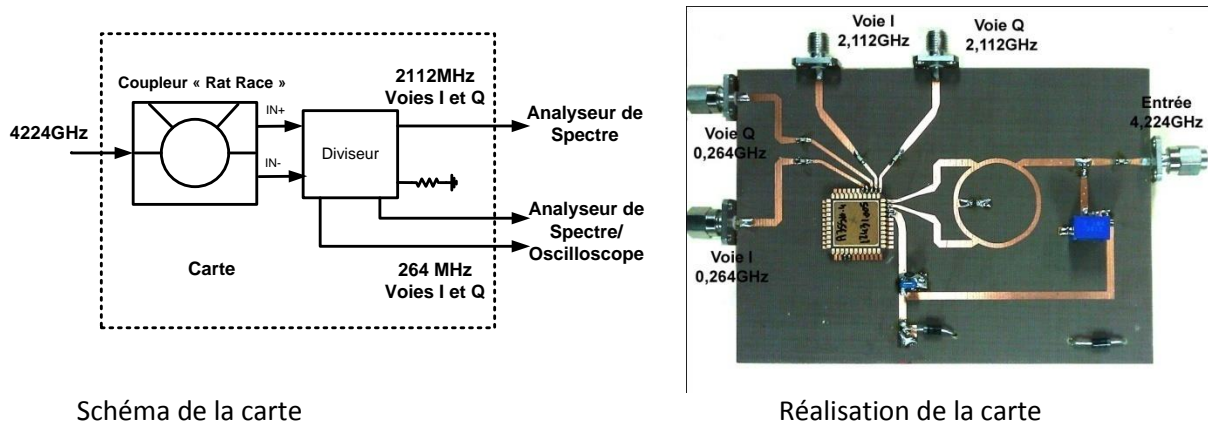 Coupleur « Rat Race »
4224GHz
IN+
IN-
Diviseur
2112MHz
Voies I et Q
Analyseur de
Spectre
Analyseur de
Spectre/
Oscilloscope
264 MHz
Voies I et Q
Carte
Schéma de la carte
Voie I
2,112GHz
Voie Q
2,112GHz
Entrée
4,224GHz
Voie Q
0,264GHz
Voie I
0,264GHz
Réalisation de la carte